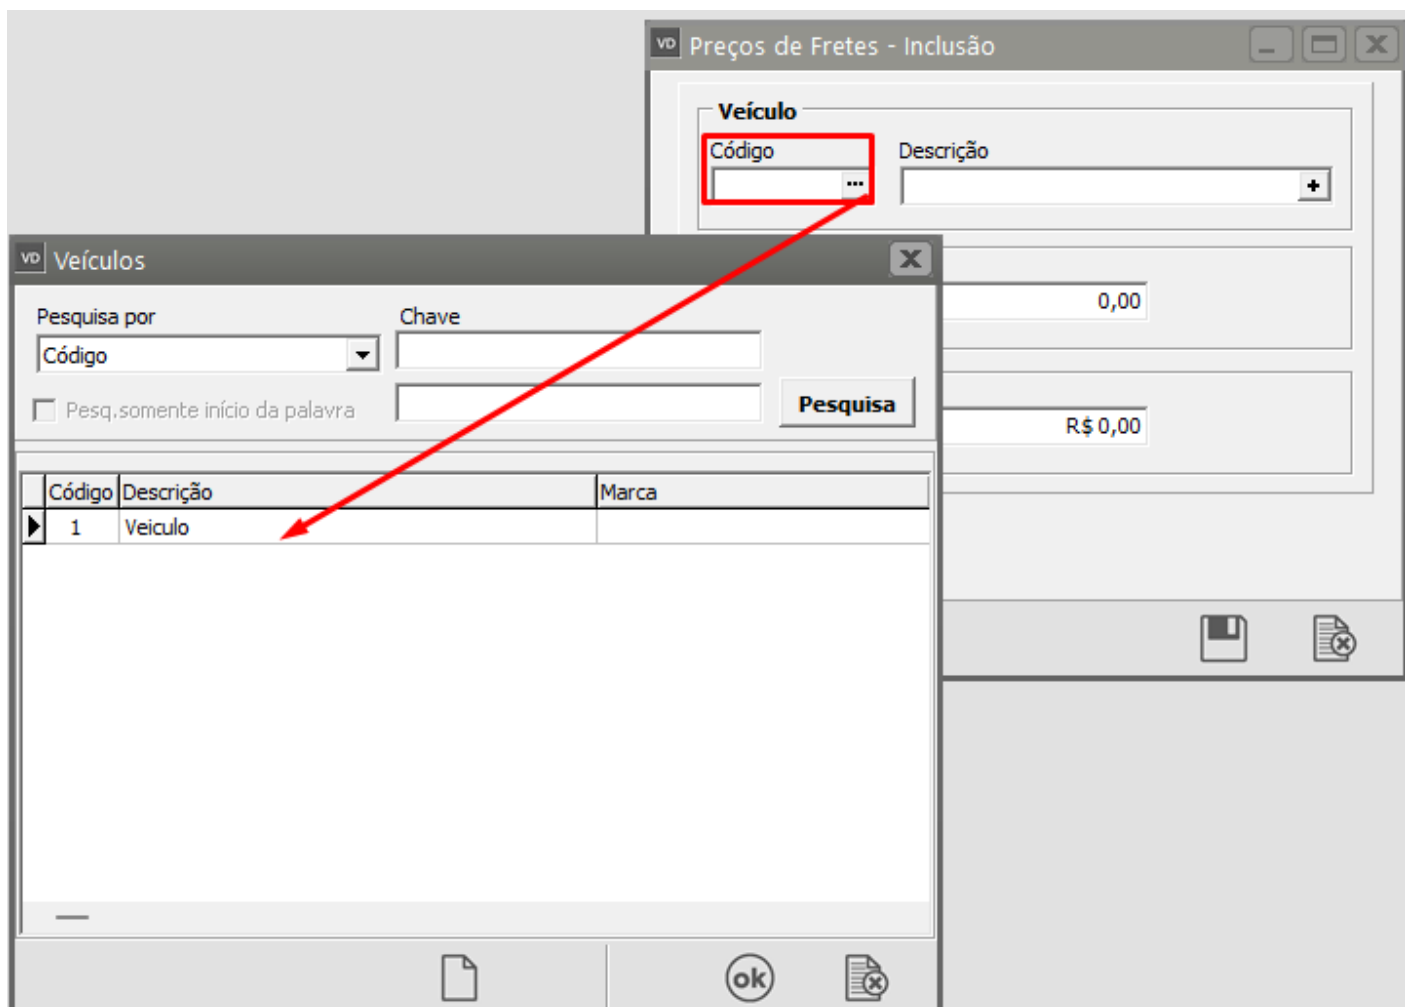 VD Preços de Fretes - Inclusão
Veículo
Código Descrição
... +
VD Veículos
Pesquisa por Chave
Código
Pesq.somente início da palavra
Pesquisa
0,00
R$ 0,00
Código Descrição Marca
1 Veiculo
ok